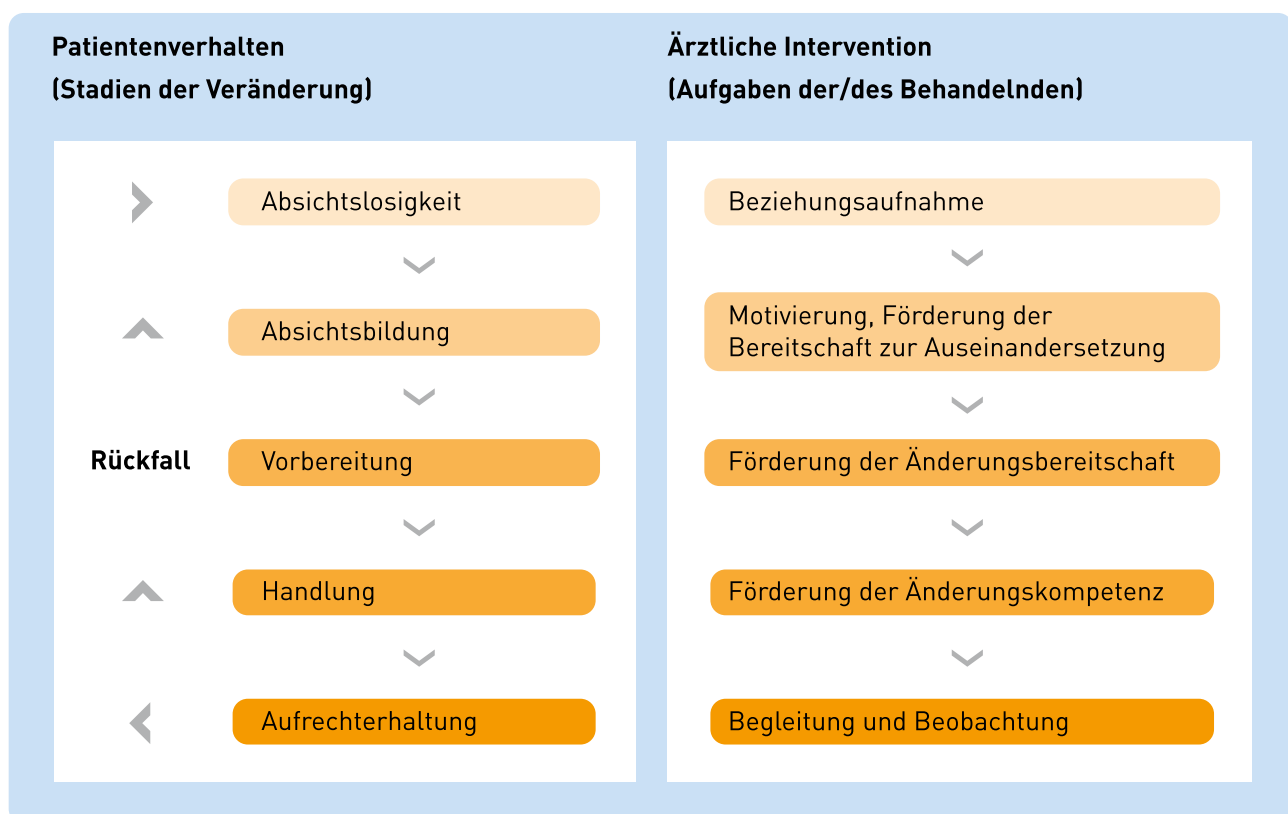 Patientenverhalten
(Stadien der Veränderung)
Absichtslosigkeit
Absichtsbildung
Rückfall
Vorbereitung
Handlung
Aufrechterhaltung
Ärztliche Intervention
(Aufgaben der/des Behandelnden)
Beziehungsaufnahme
Motivierung, Förderung der
Bereitschaft zur Auseinandersetzung
Förderung der Änderungsbereitschaft
Förderung der Änderungskompetenz
Begleitung und Beobachtung